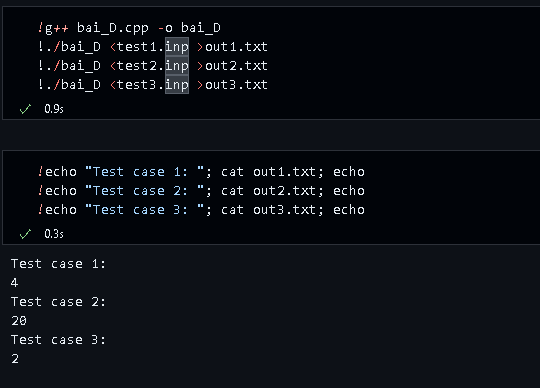 !g++ bai_D.cpp -o bai_D
!./bai_D <test1.inp >out1.txt
!./bai_D <test2.inp >out2.txt
!./bai_D <test3.inp >out3.txt
0.9s
!echo "Test case 1: "; cat out1.txt; echo
!echo "Test case 2: "; cat out2.txt; echo
!echo "Test case 3: "; cat out3.txt; echo
0.3s
Test case 1:
4
Test case 2:
20
Test case 3:
2